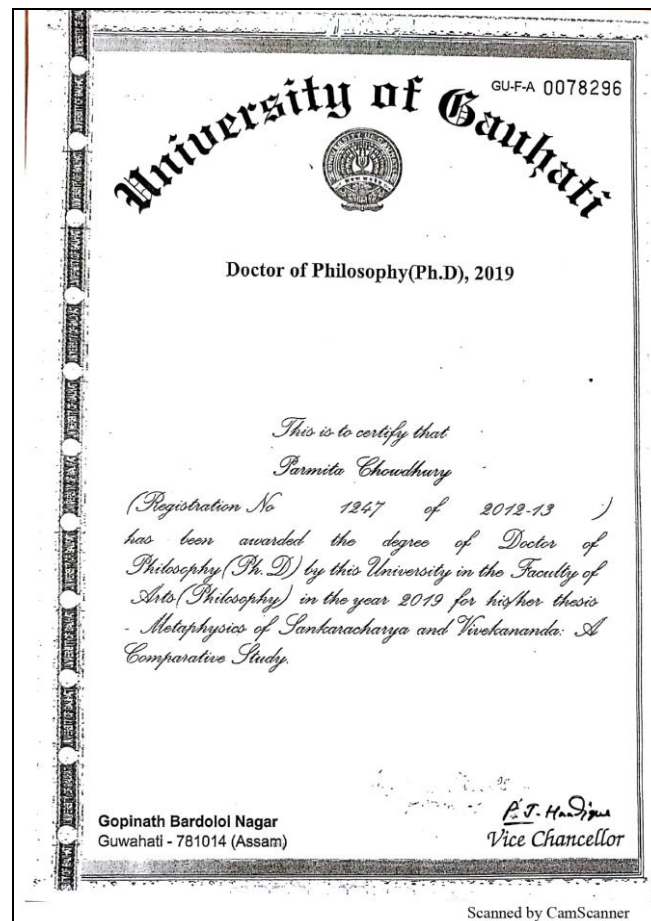 GU-F-A 0078296
University of Gauhati
Doctor of Philosophy(Ph.D), 2019
This is to certify that
Parmita Chowdhury
(Registration No 1247 of 2012-13 )
has been awarded the degree of Doctor of
Philosophy (Ph. D) by this University in the Faculty of
Arts (Philosophy) in the year 2019 for his/her thesis
- Metaphysics of Sankaracharya and Vivekananda: A
Comparative Study.
Gopinath Bardolol Nagar
Guwahati - 781014 (Assam)
Vice Chancellor
Scanned by CamScanner